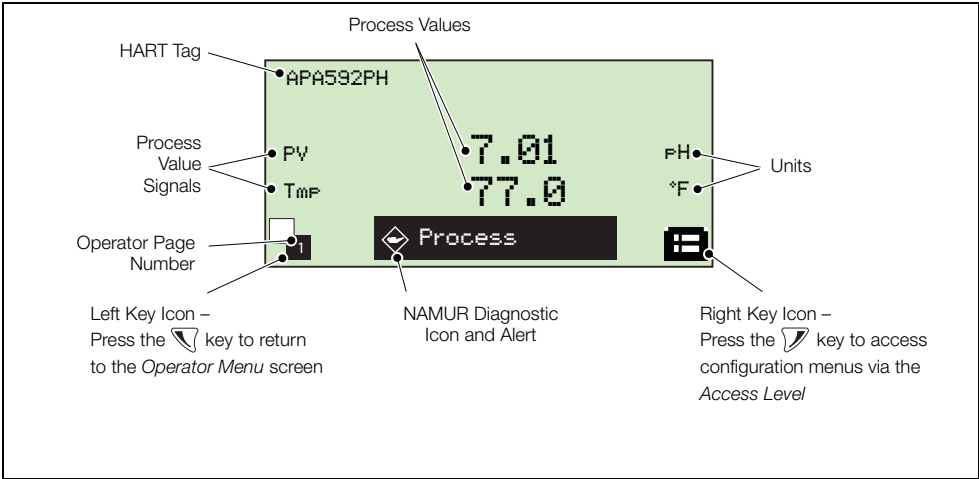 Process Values
HART Tag
APA592PH
Process
Value
Signals
PV
7.01
pH
Tmp
77.0
°F
Units
Operator Page
Number
1
Process
Left Key Icon –
Press the key to return
to the Operator Menu screen
NAMUR Diagnostic
Icon and Alert
Right Key Icon –
Press the key to access
configuration menus via the
Access Level